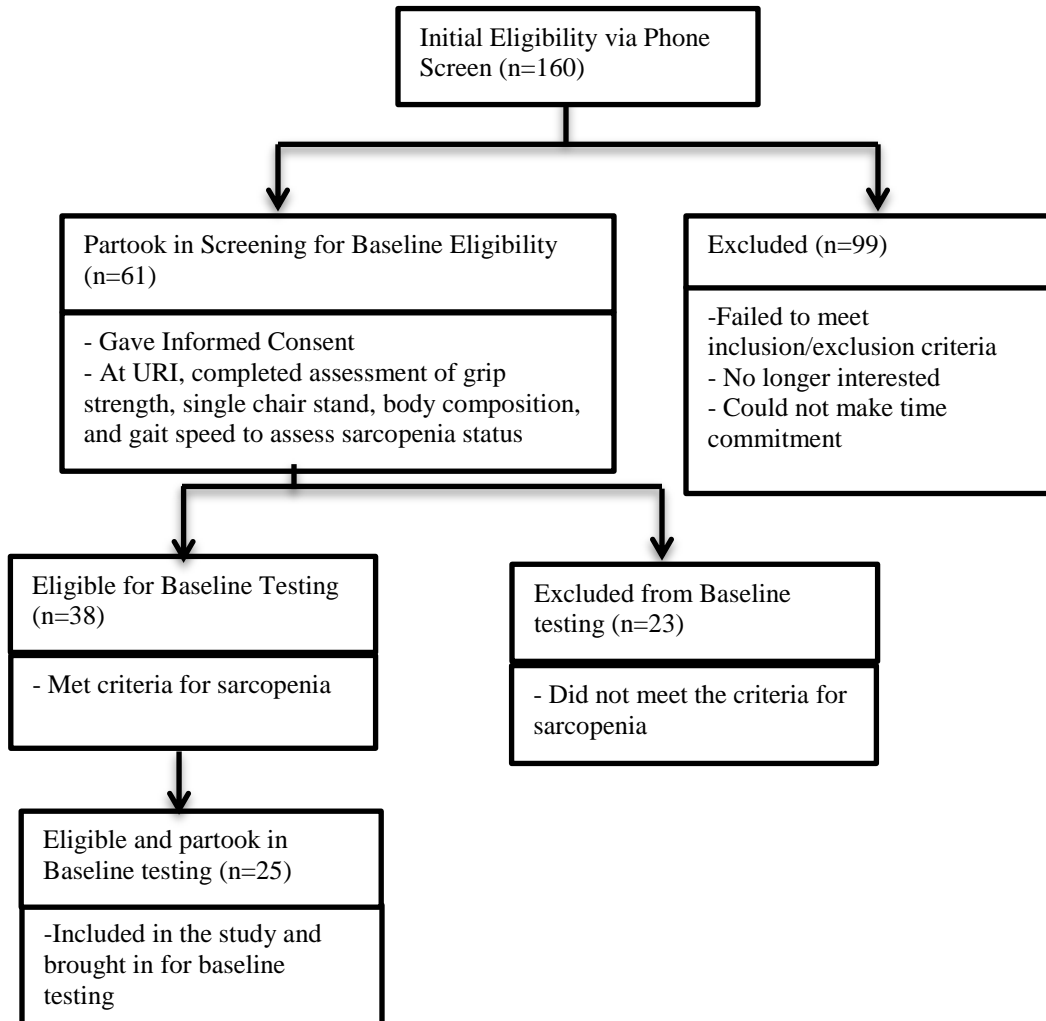 Initial Eligibility via Phone
Screen (n=160)
Partook in Screening for Baseline Eligibility
(n=61)
- Gave Informed Consent
- At URI, completed assessment of grip
strength, single chair stand, body composition,
and gait speed to assess sarcopenia status
Excluded (n=99)
-Failed to meet
inclusion/exclusion criteria
- No longer interested
- Could not make time
commitment
Eligible for Baseline Testing
(n=38)
- Met criteria for sarcopenia
Excluded from Baseline
testing (n=23)
- Did not meet the criteria for
sarcopenia
Eligible and partook in
Baseline testing (n=25)
-Included in the study and
brought in for baseline
testing